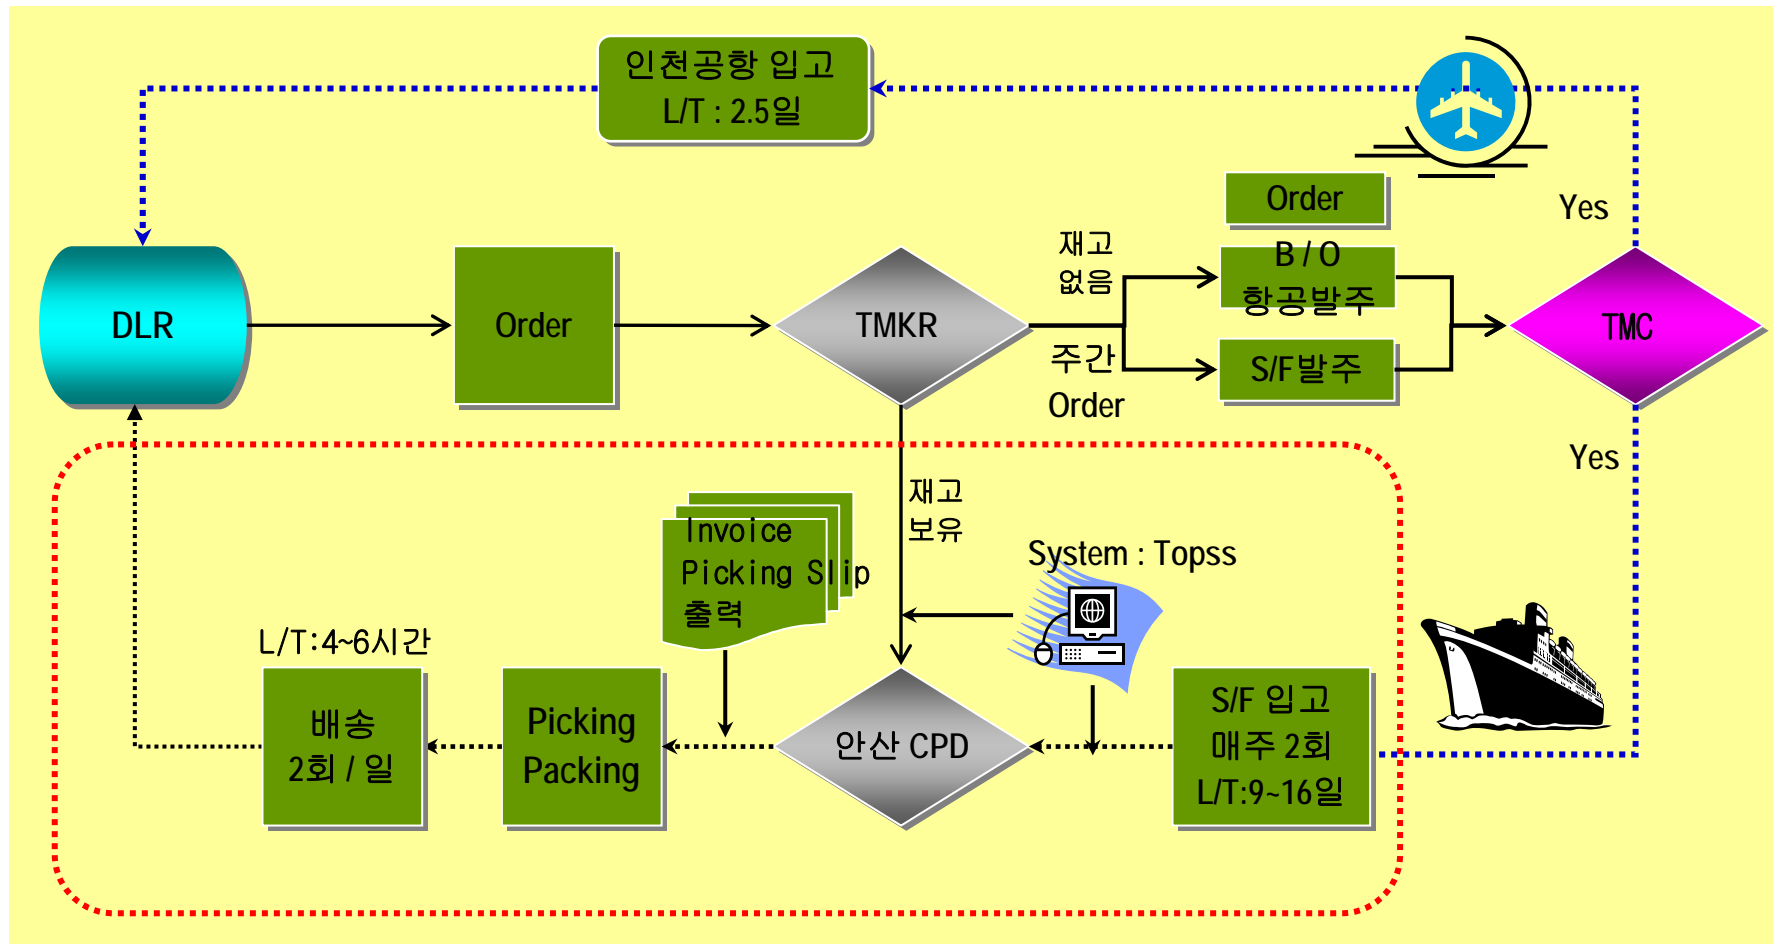 인천공항 입고
L/T : 2.5일
Order
Yes
재고
없음
B / O
항공발주
DLR
Order
TMKR
TMC
주간
Order
S/F발주
Yes
재고
보유
Invoice
Picking Slip
출력
System : Topss
L/T:4~6시간
배송
2회 / 일
Picking
Packing
안산 CPD
S/F 입고
매주 2회
L/T:9~16일